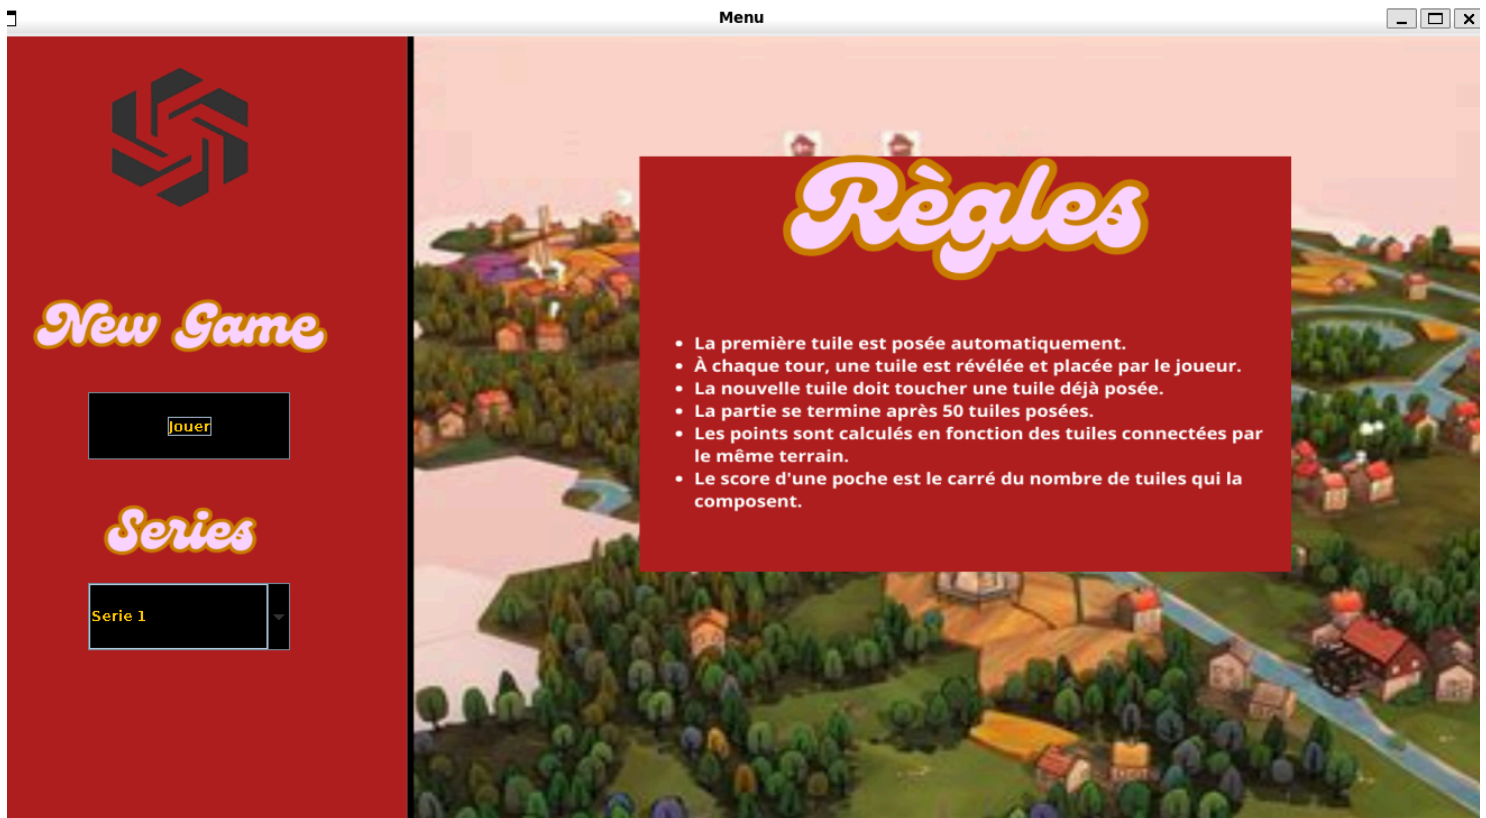 Menu
New Game
Jouer
Series
Serie 1
Règles
• La première tuile est posée automatiquement.
• À chaque tour, une tuile est révélée et placée par le joueur.
• La nouvelle tuile doit toucher une tuile déjà posée.
• La partie se termine après 50 tuiles posées.
• Les points sont calculés en fonction des tuiles connectées par
le même terrain.
• Le score d'une poche est le carré du nombre de tuiles qui la
composent.